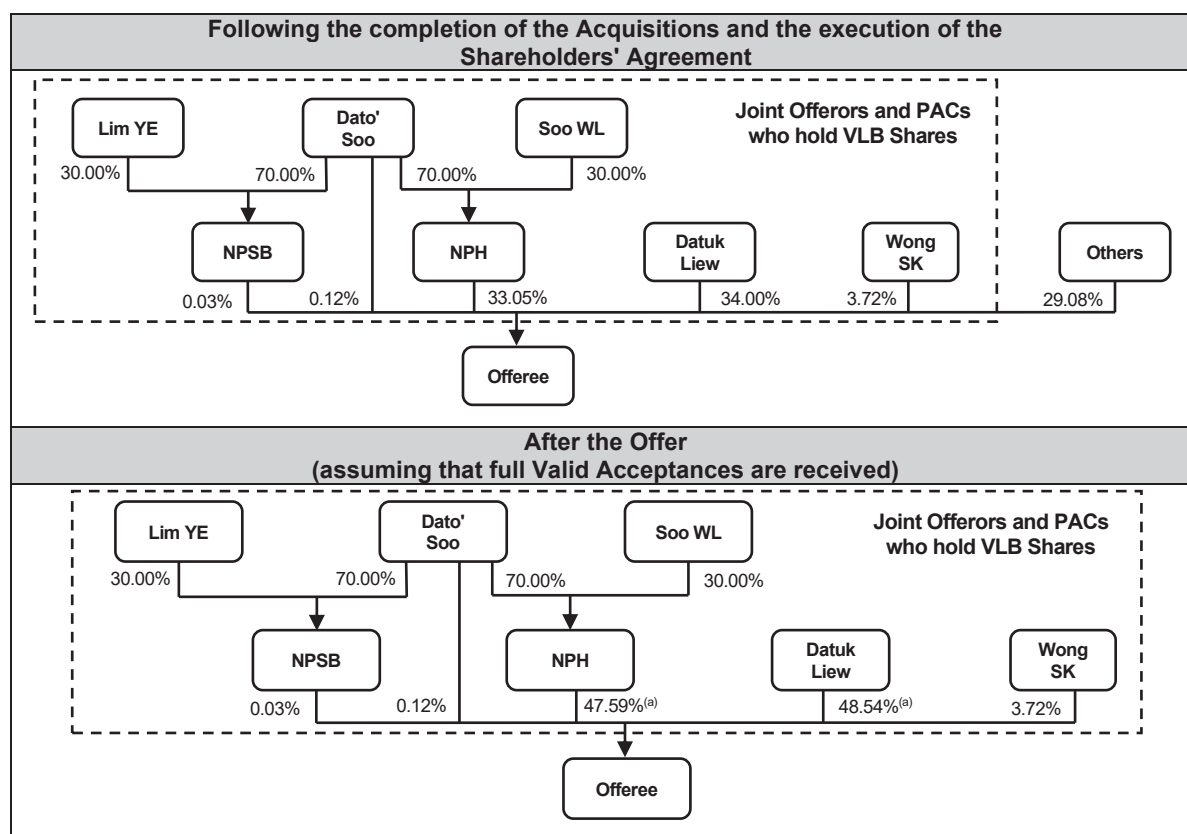 Following the completion of the Acquisitions and the execution of the
Shareholders' Agreement
Joint Offerors and PACs
who hold VLB Shares
Lim YE
Dato'
Soo
Soo WL
30.00%
70.00%
70.00%
30.00%
NPSB
NPH
Datuk
Liew
Wong
SK
Others
0.03%
0.12%
33.05%
34.00%
3.72%
29.08%
Offeree
After the Offer
(assuming that full Valid Acceptances are received)
Joint Offerors and PACs
who hold VLB Shares
Lim YE
Dato'
Soo
Soo WL
30.00%
70.00%
70.00%
30.00%
NPSB
NPH
Datuk
Liew
Wong
SK
0.03%
0.12%
47.59%(a)
48.54%(a)
3.72%
Offeree